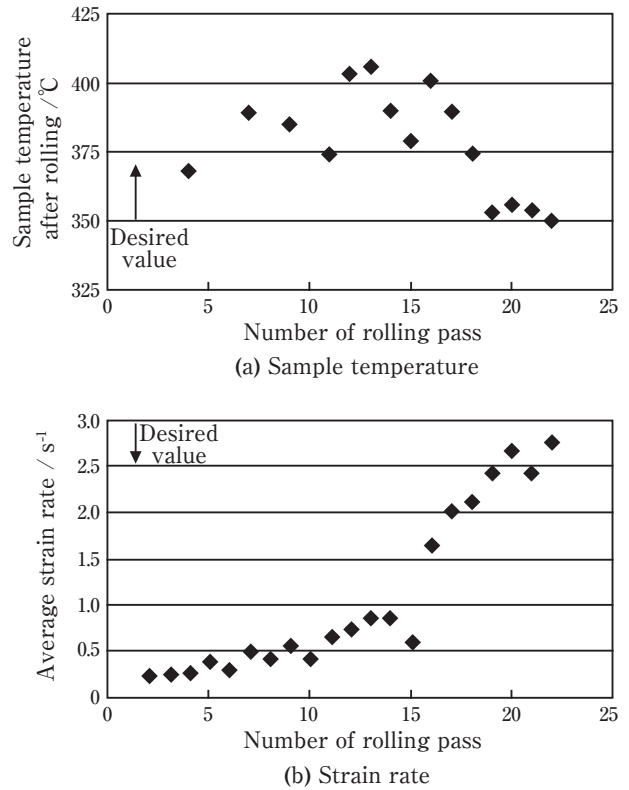 425
400
375
350
325
Sample temperature
after rolling /℃
Desired
value
0 5 10 15 20 25
Number of rolling pass
(a) Sample temperature
3.0
2.5
2.0
1.5
1.0
0.5
0
Average strain rate / s⁻¹
Desired
value
0 5 10 15 20 25
Number of rolling pass
(b) Strain rate